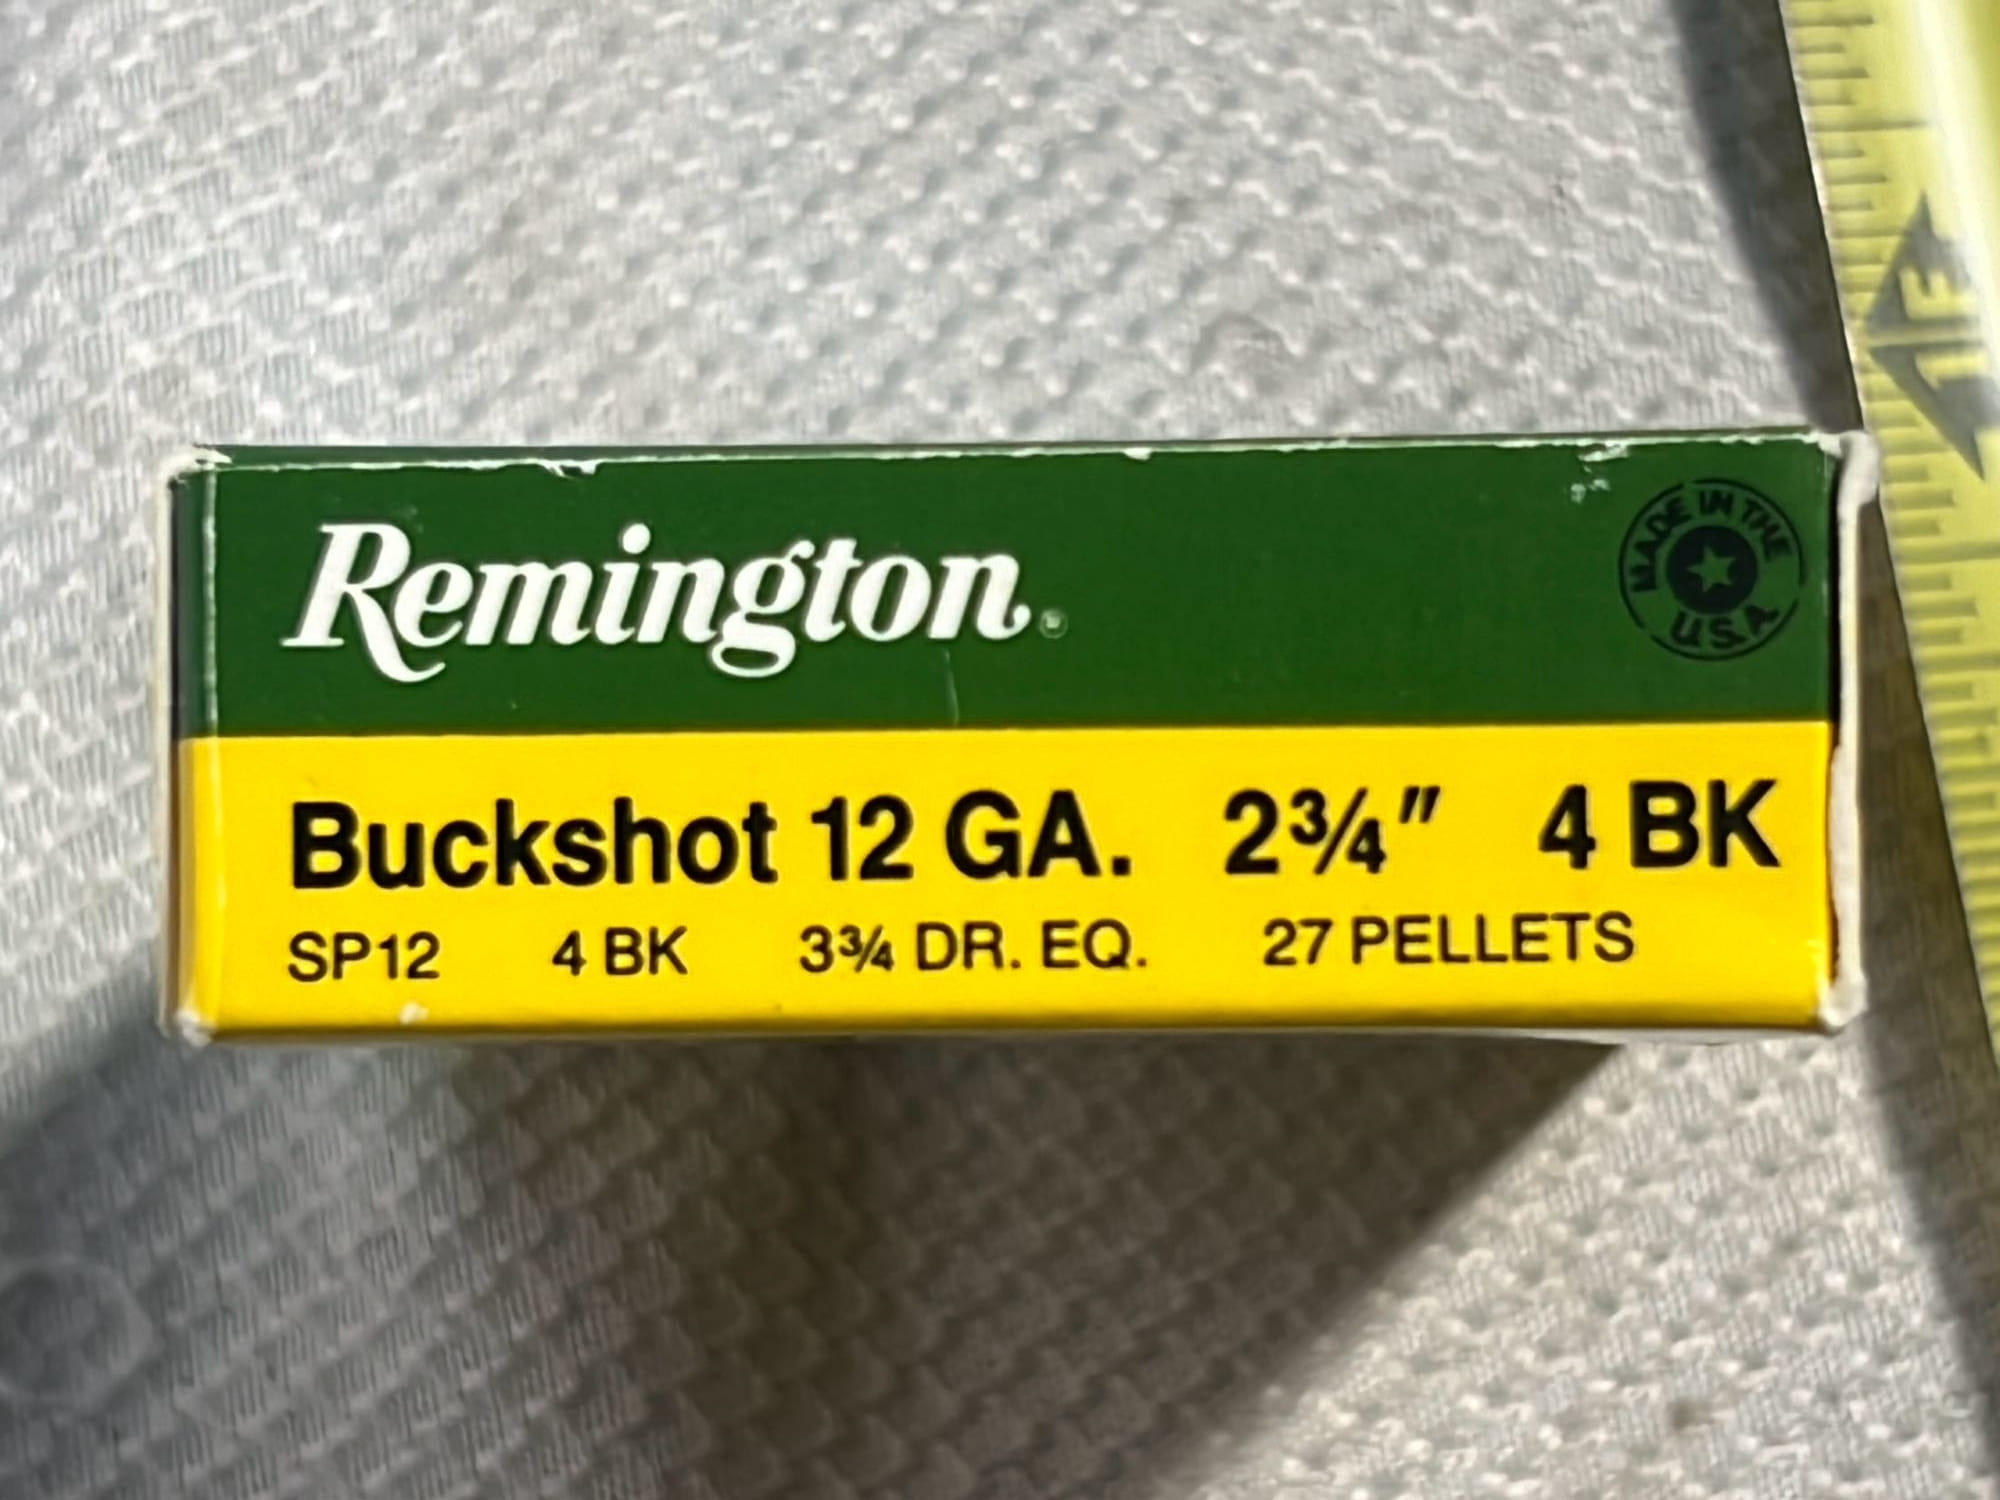 Remington
MADE IN THE
U.S.A
Buckshot 12 GA. 2¾" 4 BK
SP12 4 BK 3¾ DR. EQ. 27 PELLETS